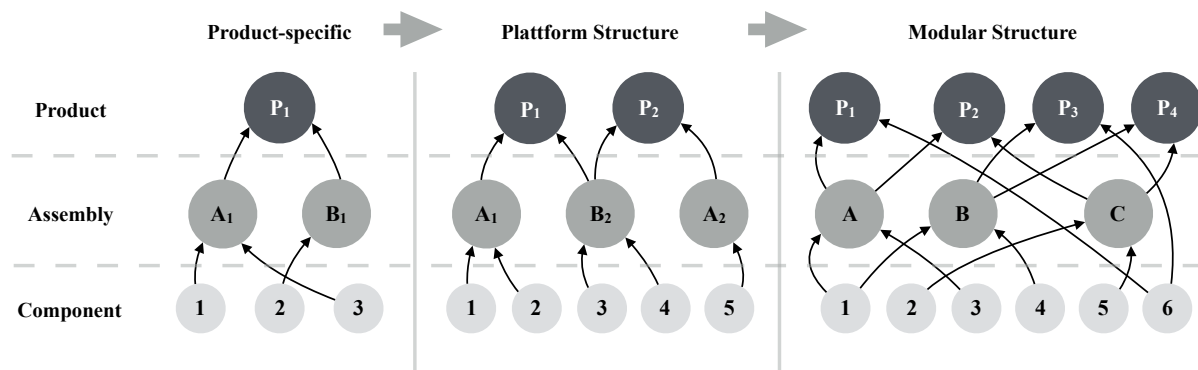 Product-specific Plattform Structure Modular Structure
Product P₁ P₁ P₂ P₁ P₂ P₃ P₄
Assembly A₁ B₁ A₁ B₂ A₂ A B C
Component 1 2 3 1 2 3 4 5 1 2 3 4 5 6